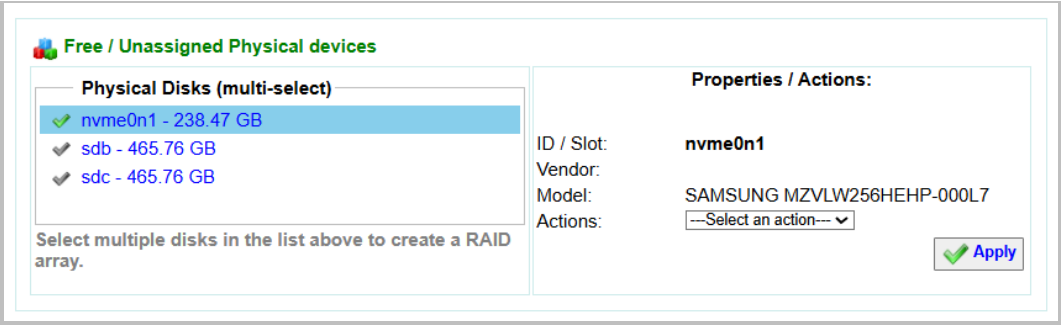 Free / Unassigned Physical devices
Physical Disks (multi-select)
nvme0n1 - 238.47 GB
sdb - 465.76 GB
sdc - 465.76 GB
Select multiple disks in the list above to create a RAID
array.
Properties / Actions:
ID / Slot: nvme0n1
Vendor:
Model: SAMSUNG MZVLW256HEHP-000L7
Actions: ---Select an action---
Apply